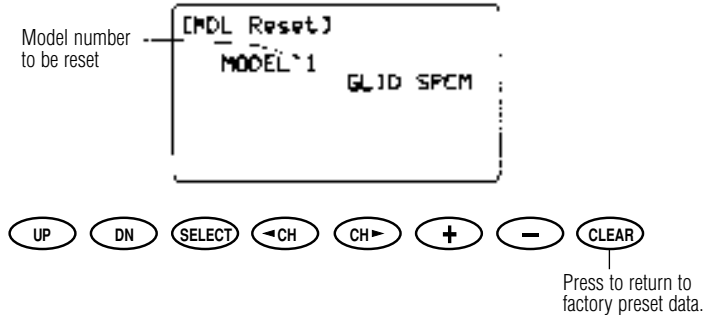 [MDL Reset]
Model number
to be reset
MODEL 1
GLID SPCM
UP DN SELECT ◄CH CH► + − CLEAR
Press to return to
factory preset data.